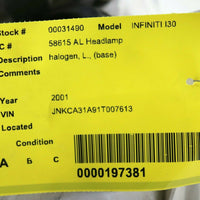 Stock # 00031490 Model INFINITI I30
C # 58615 AL Headlamp
Description halogen, L., (base)
Comments
Year 2001
VIN JNKCA31A91T007613
Located
Condition Condition
A B C
0000197381